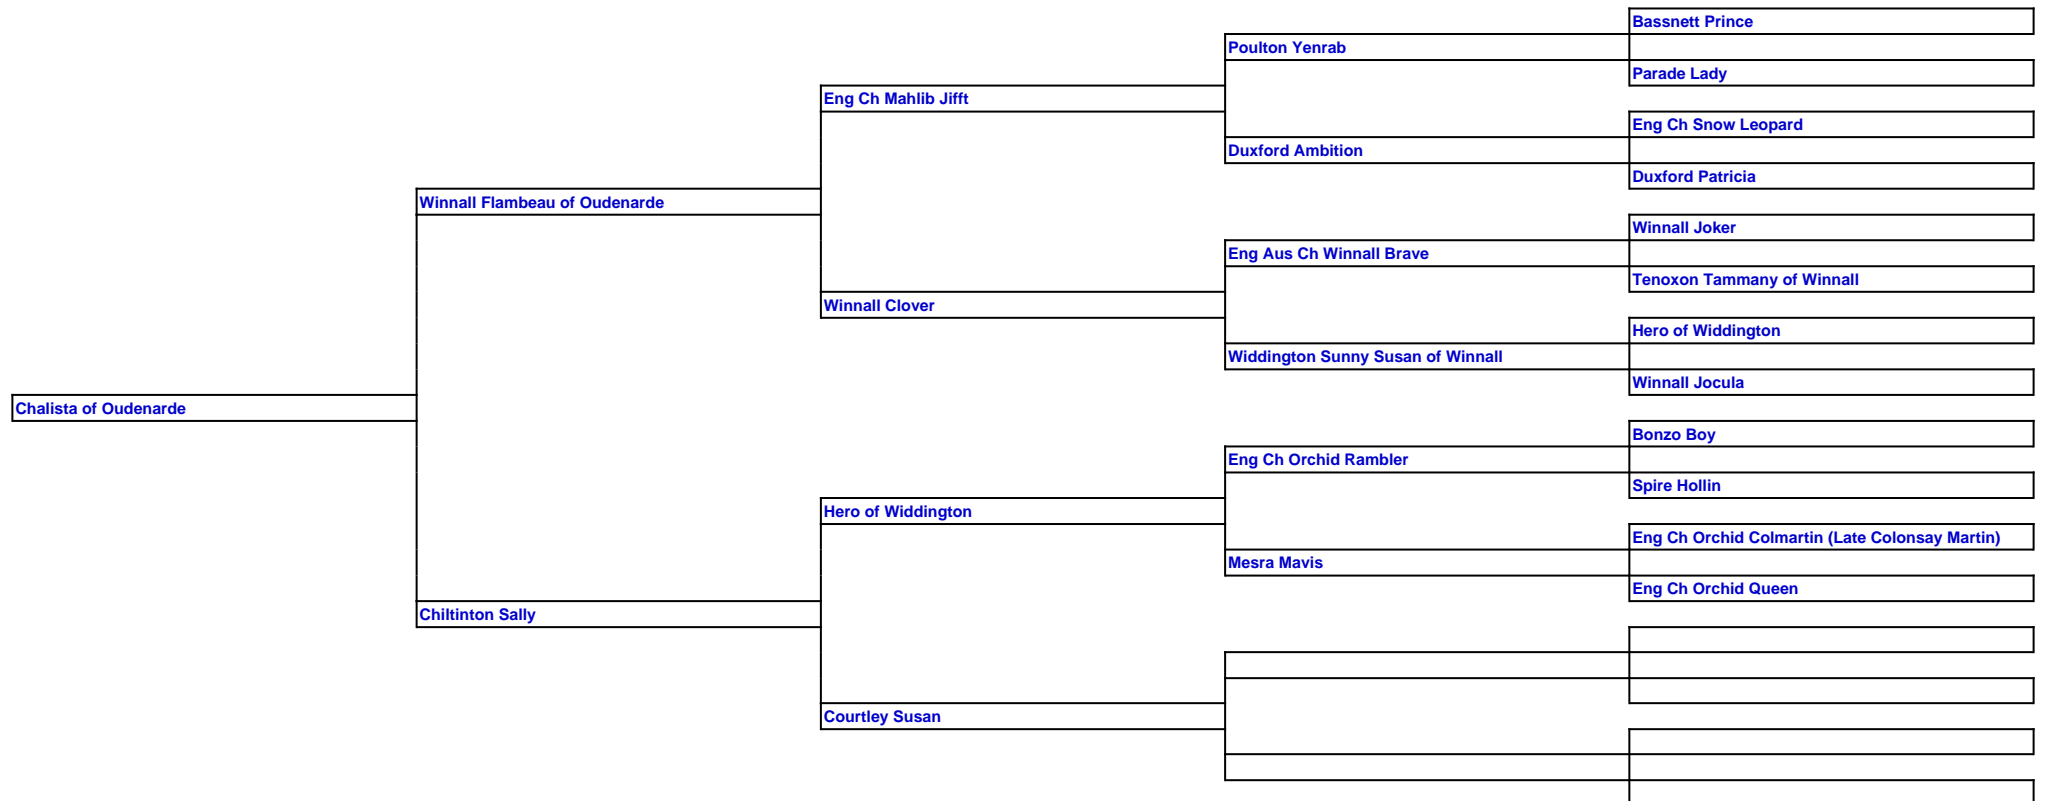 Bassnett Prince
Poulton Yenrab
Parade Lady
Eng Ch Mahlib Jifft
Eng Ch Snow Leopard
Duxford Ambition
Duxford Patricia
Winnall Flambeau of Oudenarde
Winnall Joker
Eng Aus Ch Winnall Brave
Tenoxon Tammany of Winnall
Winnall Clover
Hero of Widdington
Widdington Sunny Susan of Winnall
Winnall Jocula
Chalista of Oudenarde
Bonzo Boy
Eng Ch Orchid Rambler
Spire Hollin
Hero of Widdington
Eng Ch Orchid Colmartin (Late Colonsay Martin)
Mesra Mavis
Eng Ch Orchid Queen
Chiltinton Sally
Courtley Susan